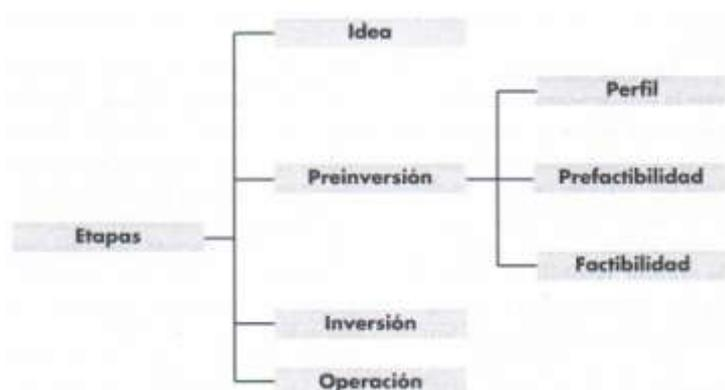 Idea
Perfil
Preinversión
Prefactibilidad
Etapas
Factibilidad
Inversión
Operación